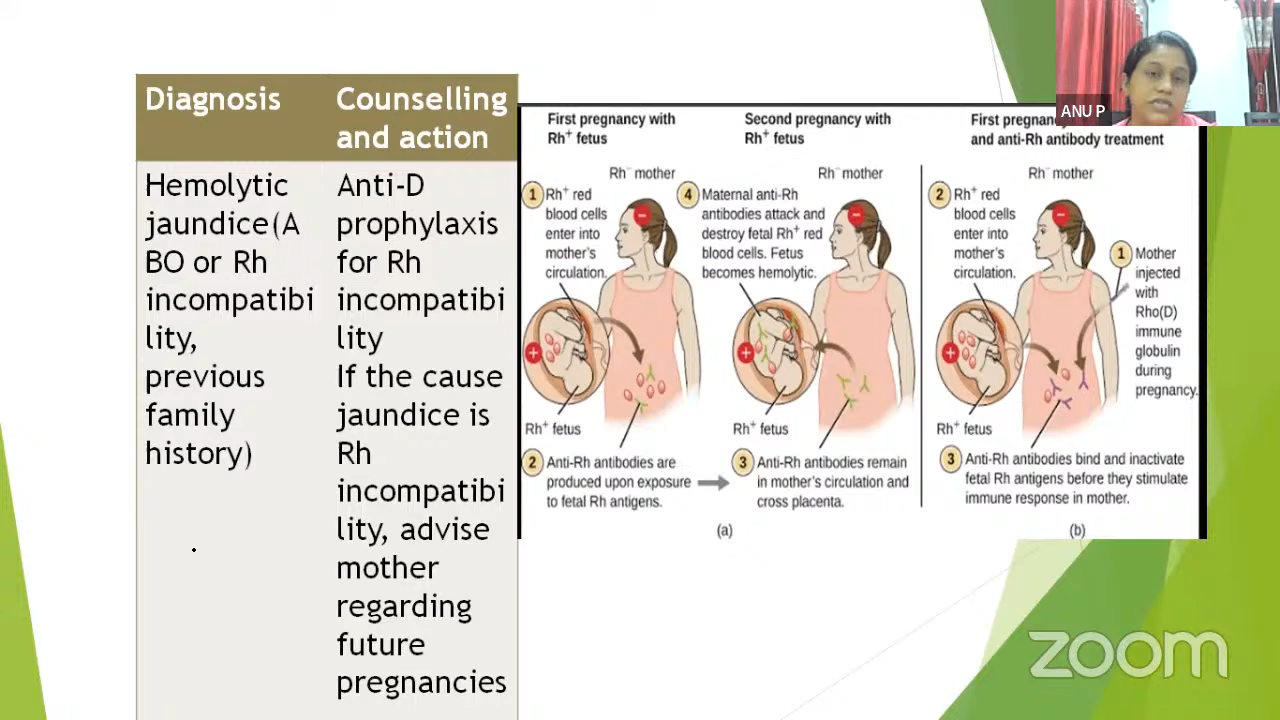 Diagnosis
Counselling
and action
Hemolytic
jaundice(A
BO or Rh
incompatibi
lity,
previous
family
history)
Anti-D
prophylaxis
for Rh
incompatibi
lity
If the cause
jaundice is
Rh
incompatibi
lity, advise
mother
regarding
future
pregnancies
First pregnancy with
Rh+ fetus
Rh− mother
1
Rh+ red
blood cells
enter into
mother's
circulation.
+
−
Rh+ fetus
2
Anti-Rh antibodies are
produced upon exposure
to fetal Rh antigens.
Second pregnancy with
Rh+ fetus
Rh− mother
4
Maternal anti-Rh
antibodies attack and
destroy fetal Rh+ red
blood cells. Fetus
becomes hemolytic.
+
−
Rh+ fetus
3
Anti-Rh antibodies remain
in mother's circulation and
cross placenta.
(a)
First
and anti-Rh antibody treatment
Rh− mother
2
Rh+ red
blood cells
enter into
mother's
circulation.
1
Mother
injected
with
Rho(D)
immune
globulin
during
pregnancy.
+
−
Rh+ fetus
3
Anti-Rh antibodies bind and inactivate
fetal Rh antigens before they stimulate
immune response in mother.
(b)
ANU P
zoom